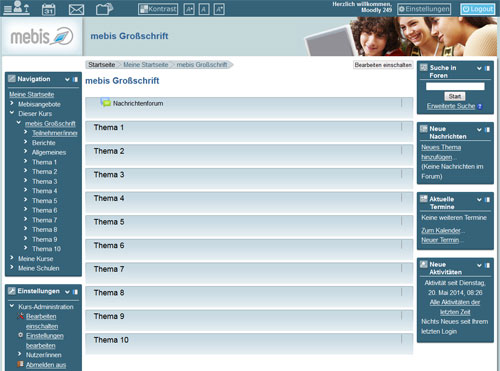 Kontrast
A-
A
A+
Herzlich willkommen,
Moodly 249
Einstellungen
Logout
mebis
mebis Großschrift
Startseite
Meine Startseite
mebis Großschrift
Bearbeiten einschalten
Navigation
Meine Startseite
Mebisangebote
Dieser Kurs
mebis Großschrift
Teilnehmer/innen
Berichte
Allgemeines
Thema 1
Thema 2
Thema 3
Thema 4
Thema 5
Thema 6
Thema 7
Thema 8
Thema 9
Thema 10
Meine Kurse
Meine Schulen
Einstellungen
Kurs-Administration
Bearbeiten
einschalten
Einstellungen
bearbeiten
Nutzer/innen
Abmelden aus
mebis Großschrift
Nachrichtenforum
Thema 1
Thema 2
Thema 3
Thema 4
Thema 5
Thema 6
Thema 7
Thema 8
Thema 9
Thema 10
Suche in
Foren
Start
Erweiterte Suche
Neue
Nachrichten
Neues Thema
hinzufügen...
(Keine Nachrichten im
Forum)
Aktuelle
Termine
Keine weiteren Termine
Zum Kalender...
Neuer Termin...
Neue
Aktivitäten
Aktivität seit Dienstag,
20. Mai 2014, 08:26
Alle Aktivitäten der
letzten Zeit
Nichts Neues seit Ihrem
letzten Login